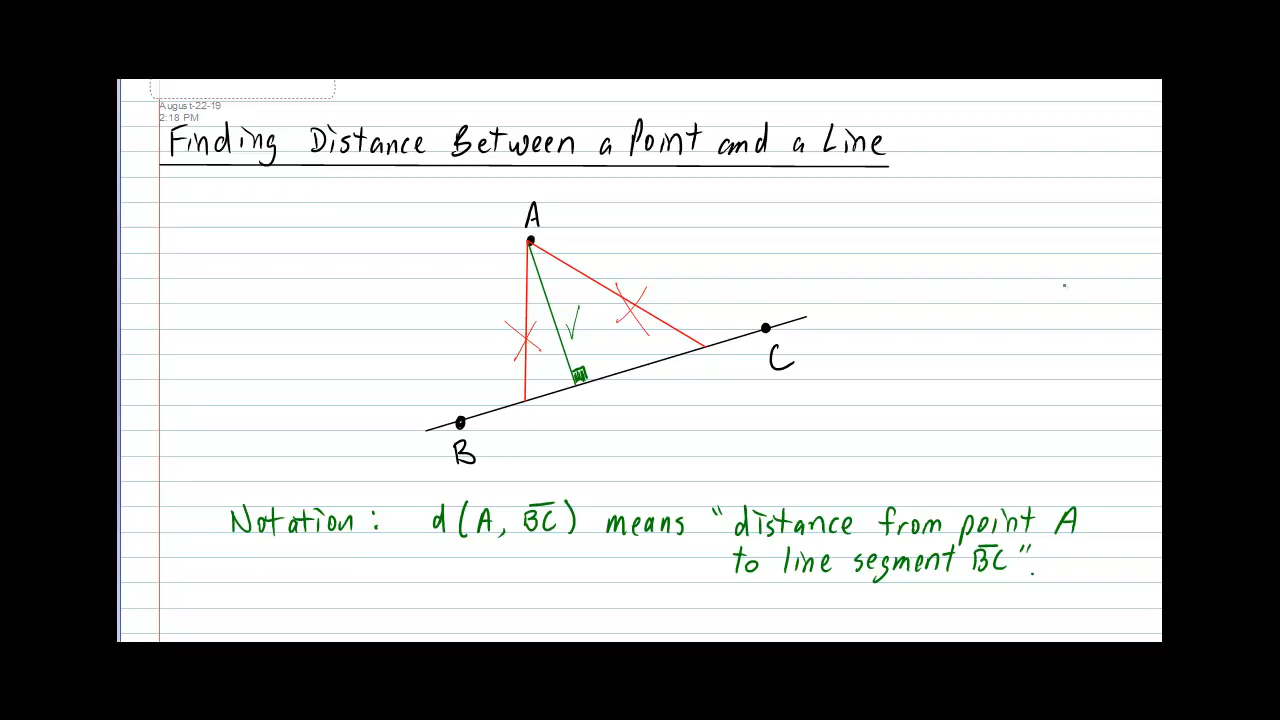 August-22-19
2:18 PM
Finding Distance Between a Point and a Line
A
C
B
Notation: d(A, B̅C̅) means "distance from point A
to line segment B̅C̅".